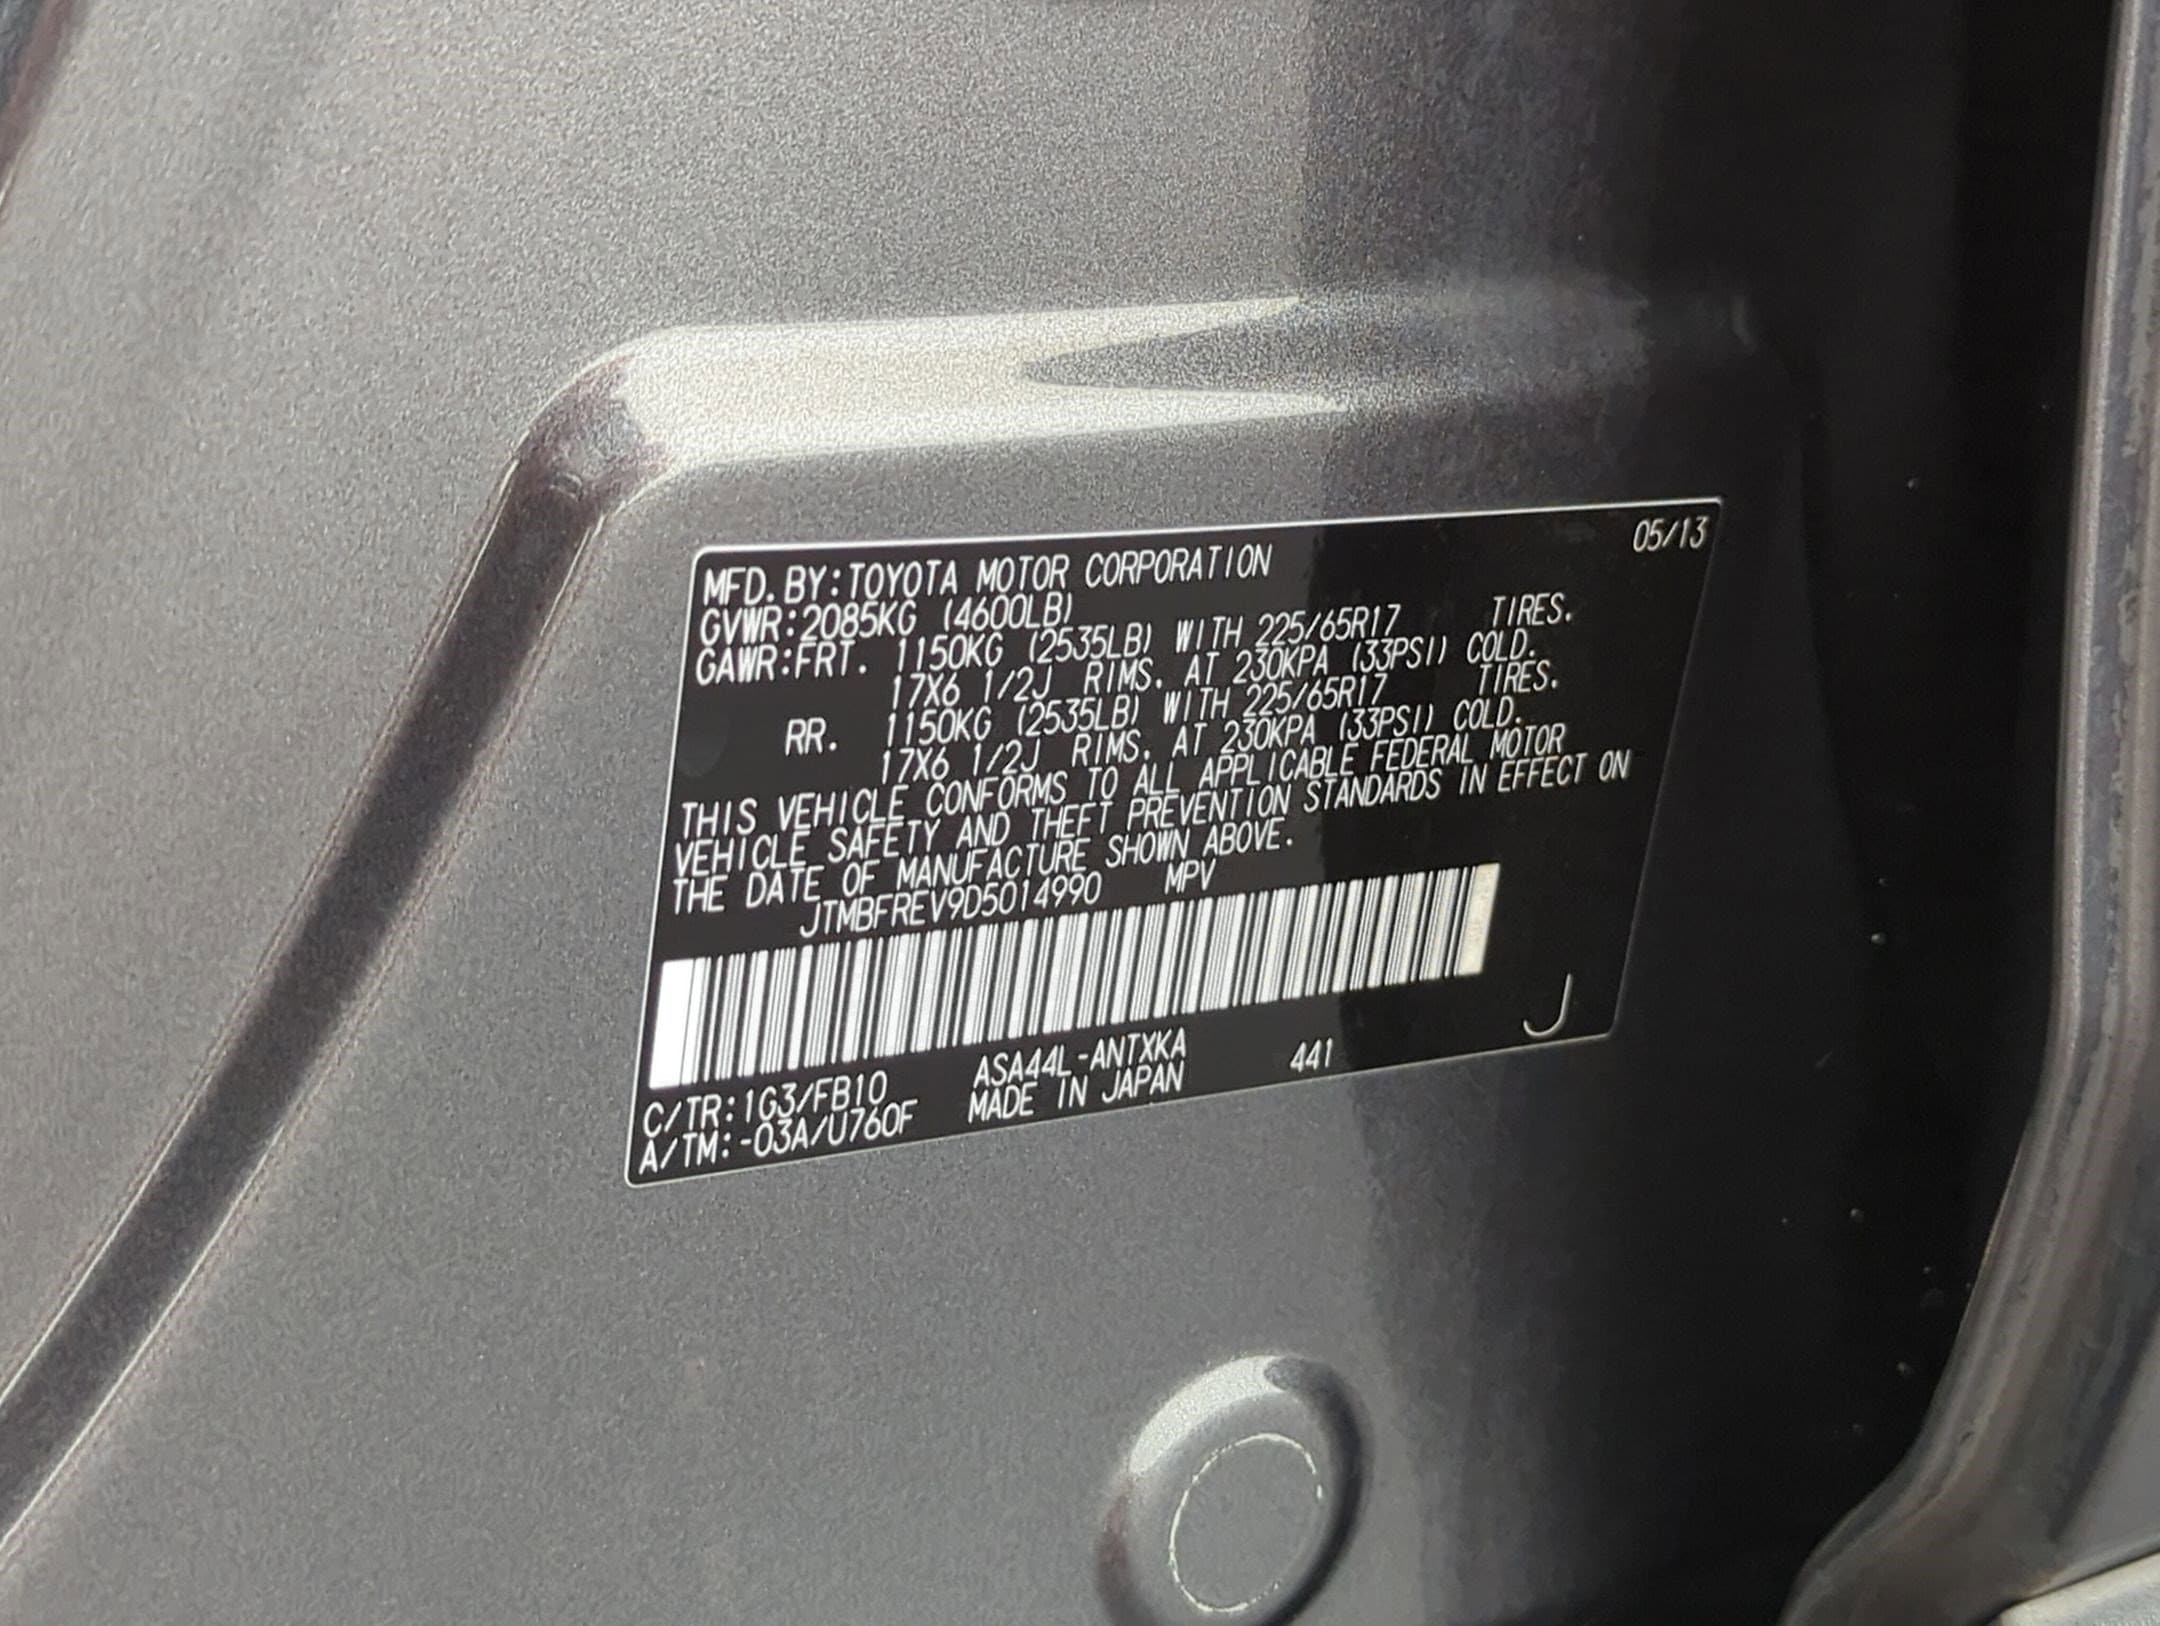 05/13
MFD. BY: TOYOTA MOTOR CORPORATION
GVWR: 2085KG (4600LB)
GAWR: FRT. 1150KG (2535LB) WITH 225/65R17 TIRES.
17X6 1/2J RIMS. AT 230KPA (33PSI) COLD.
RR. 1150KG (2535LB) WITH 225/65R17 TIRES.
17X6 1/2J RIMS. AT 230KPA (33PSI) COLD.
THIS VEHICLE CONFORMS TO ALL APPLICABLE FEDERAL MOTOR
VEHICLE SAFETY AND THEFT PREVENTION STANDARDS IN EFFECT ON
THE DATE OF MANUFACTURE SHOWN ABOVE.
JTMBFREV9D5014990 MPV
J
C/TR: 1G3/FB10 ASA44L-ANTXKA 441
A/TM: -03A/U760F MADE IN JAPAN